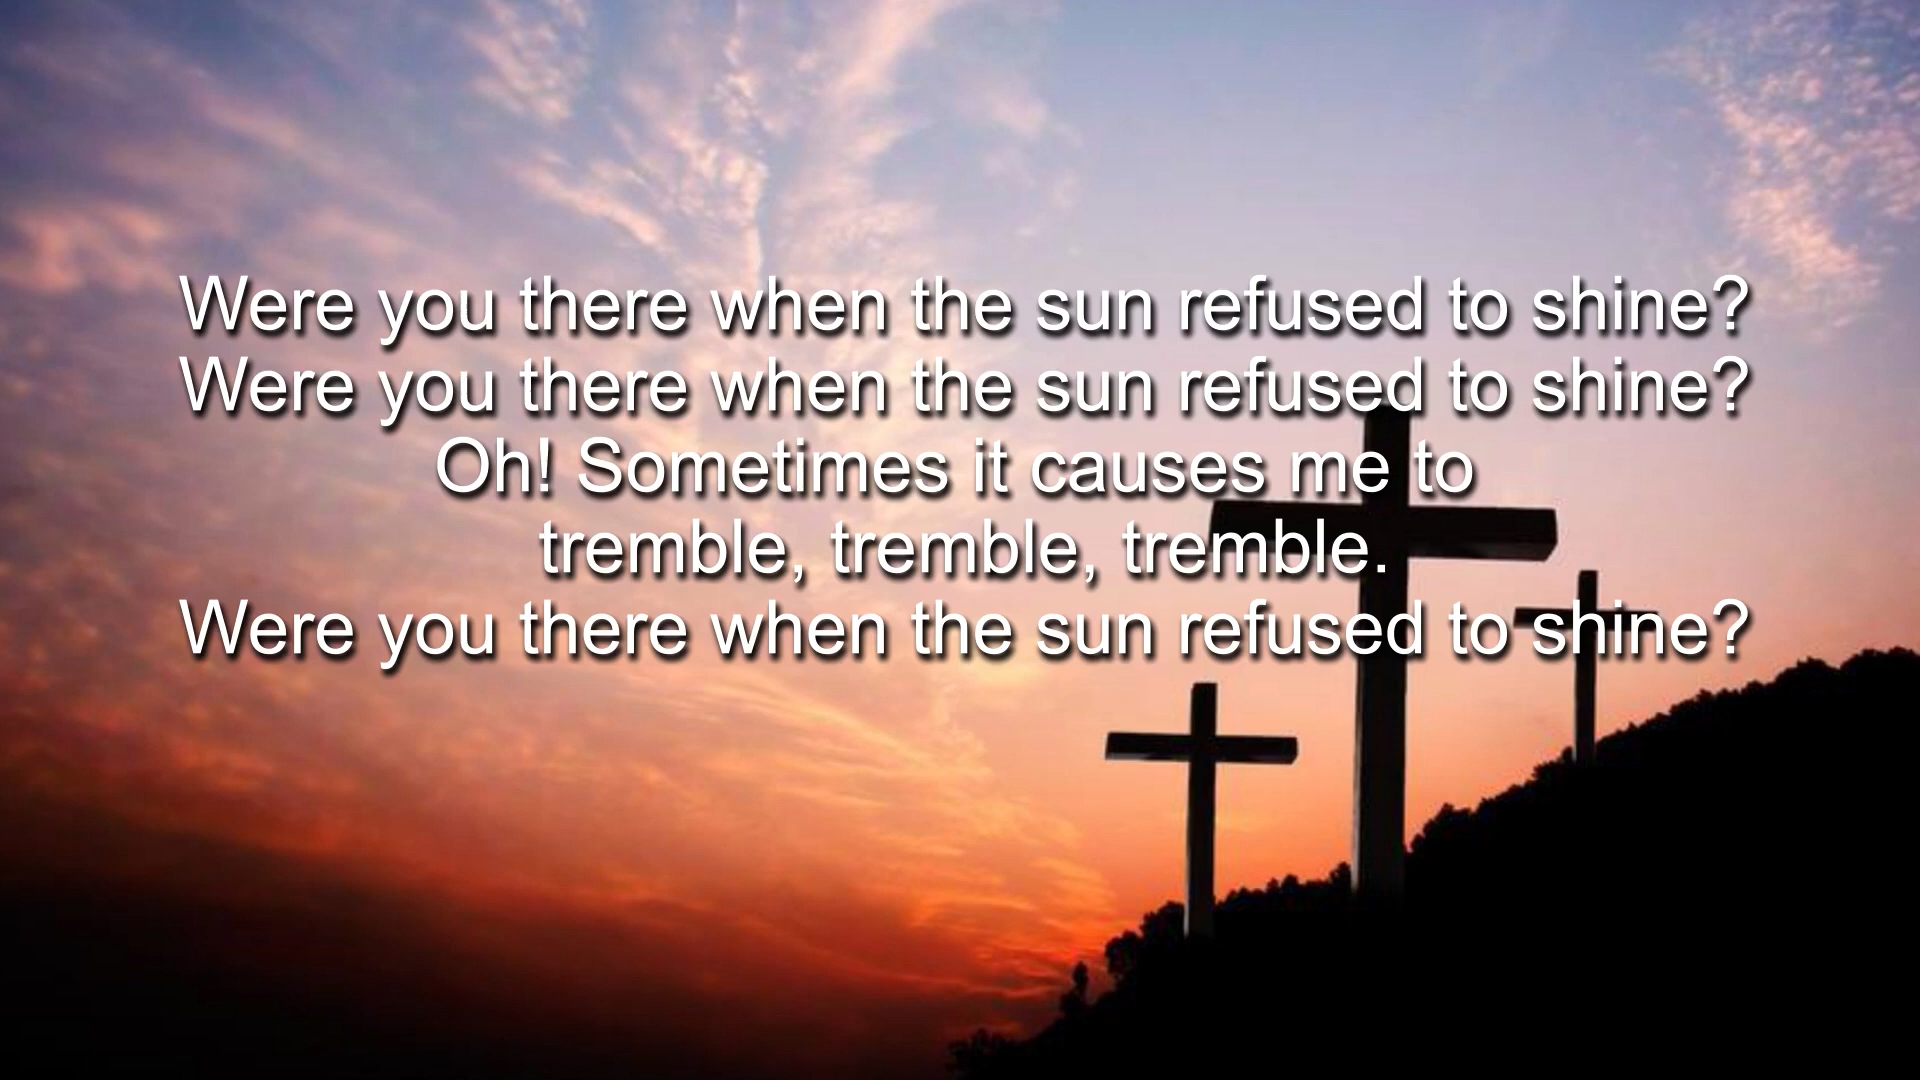 Were you there when the sun refused to shine?
Were you there when the sun refused to shine?
Oh! Sometimes it causes me to
tremble, tremble, tremble.
Were you there when the sun refused to shine?